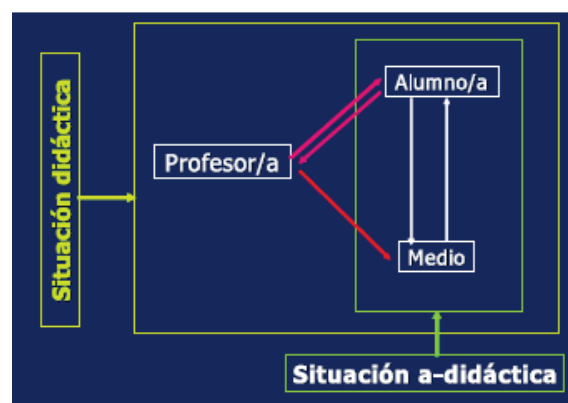 Situación didáctica
Alumno/a
Profesor/a
Medio
Situación a-didáctica